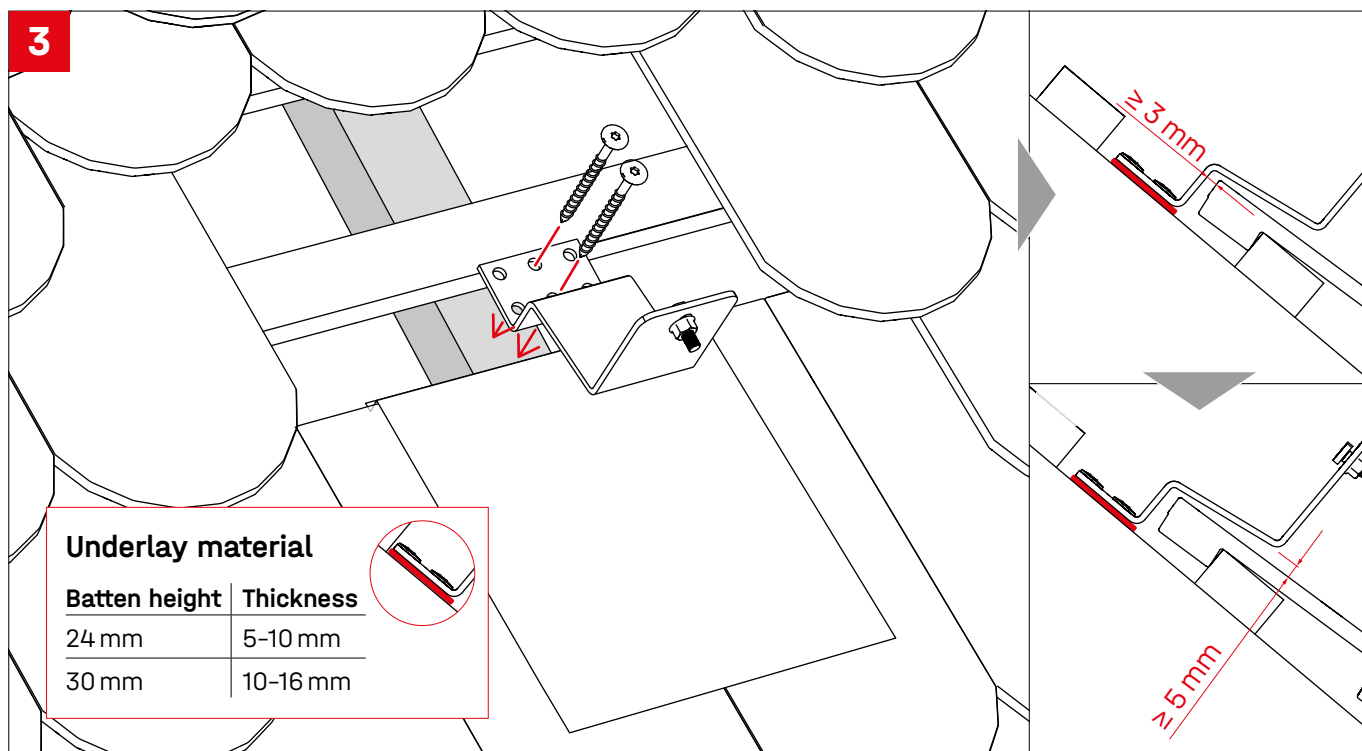 3
≥ 3 mm
≥ 5 mm
Underlay material
Batten height Thickness
24 mm 5–10 mm
30 mm 10–16 mm